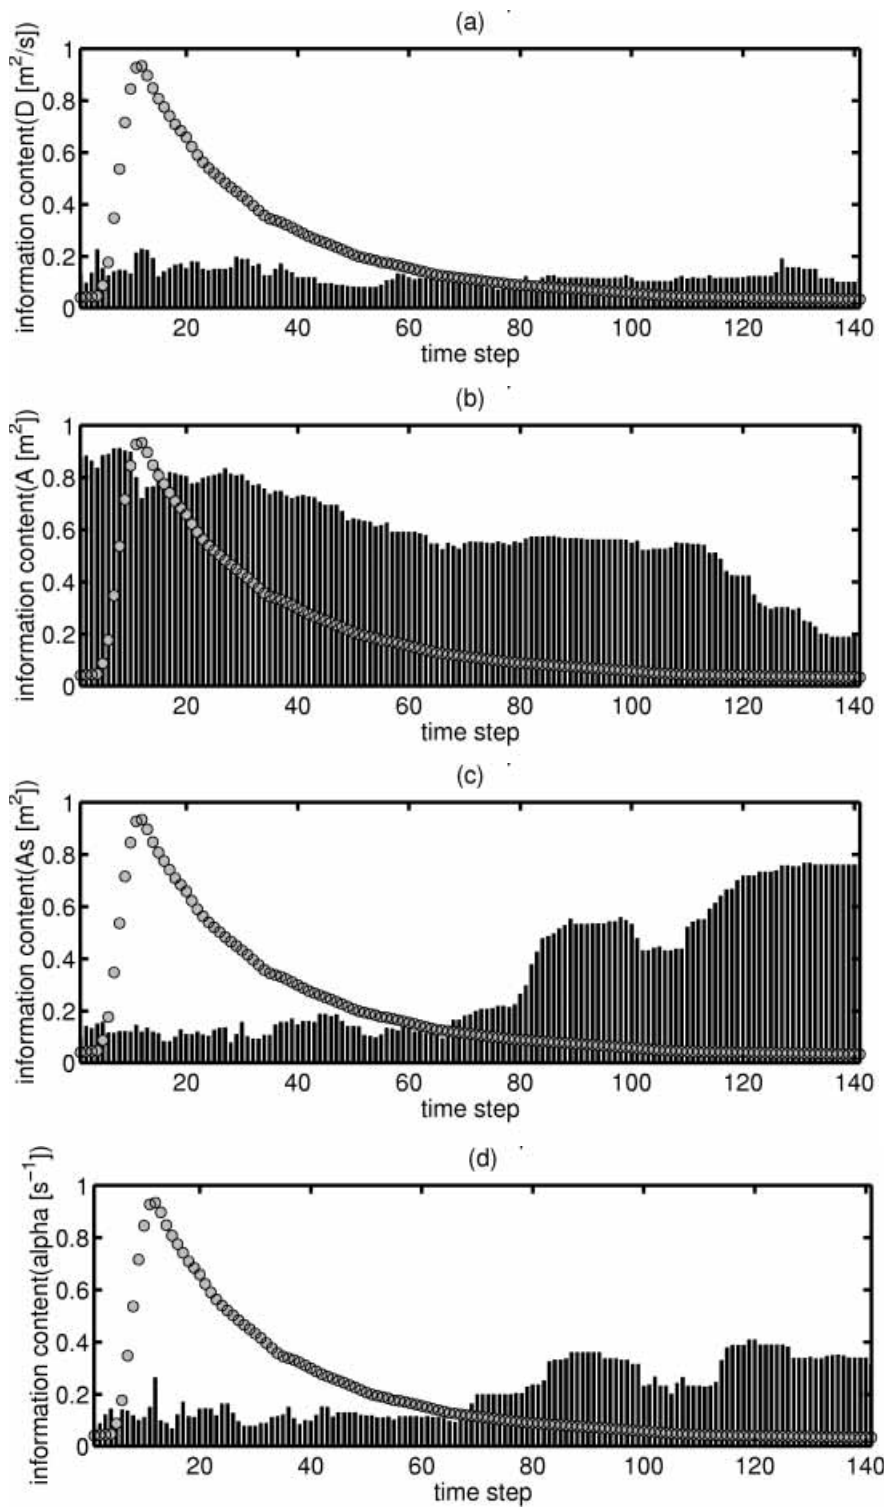 (a)
information content(D [m²/s])
1
0.8
0.6
0.4
0.2
0
20 40 60 80 100 120 140
time step
(b)
information content(A [m²])
1
0.8
0.6
0.4
0.2
0
20 40 60 80 100 120 140
time step
(c)
information content(As [m²])
1
0.8
0.6
0.4
0.2
0
20 40 60 80 100 120 140
time step
(d)
information content(alpha [s⁻¹])
1
0.8
0.6
0.4
0.2
0
20 40 60 80 100 120 140
time step